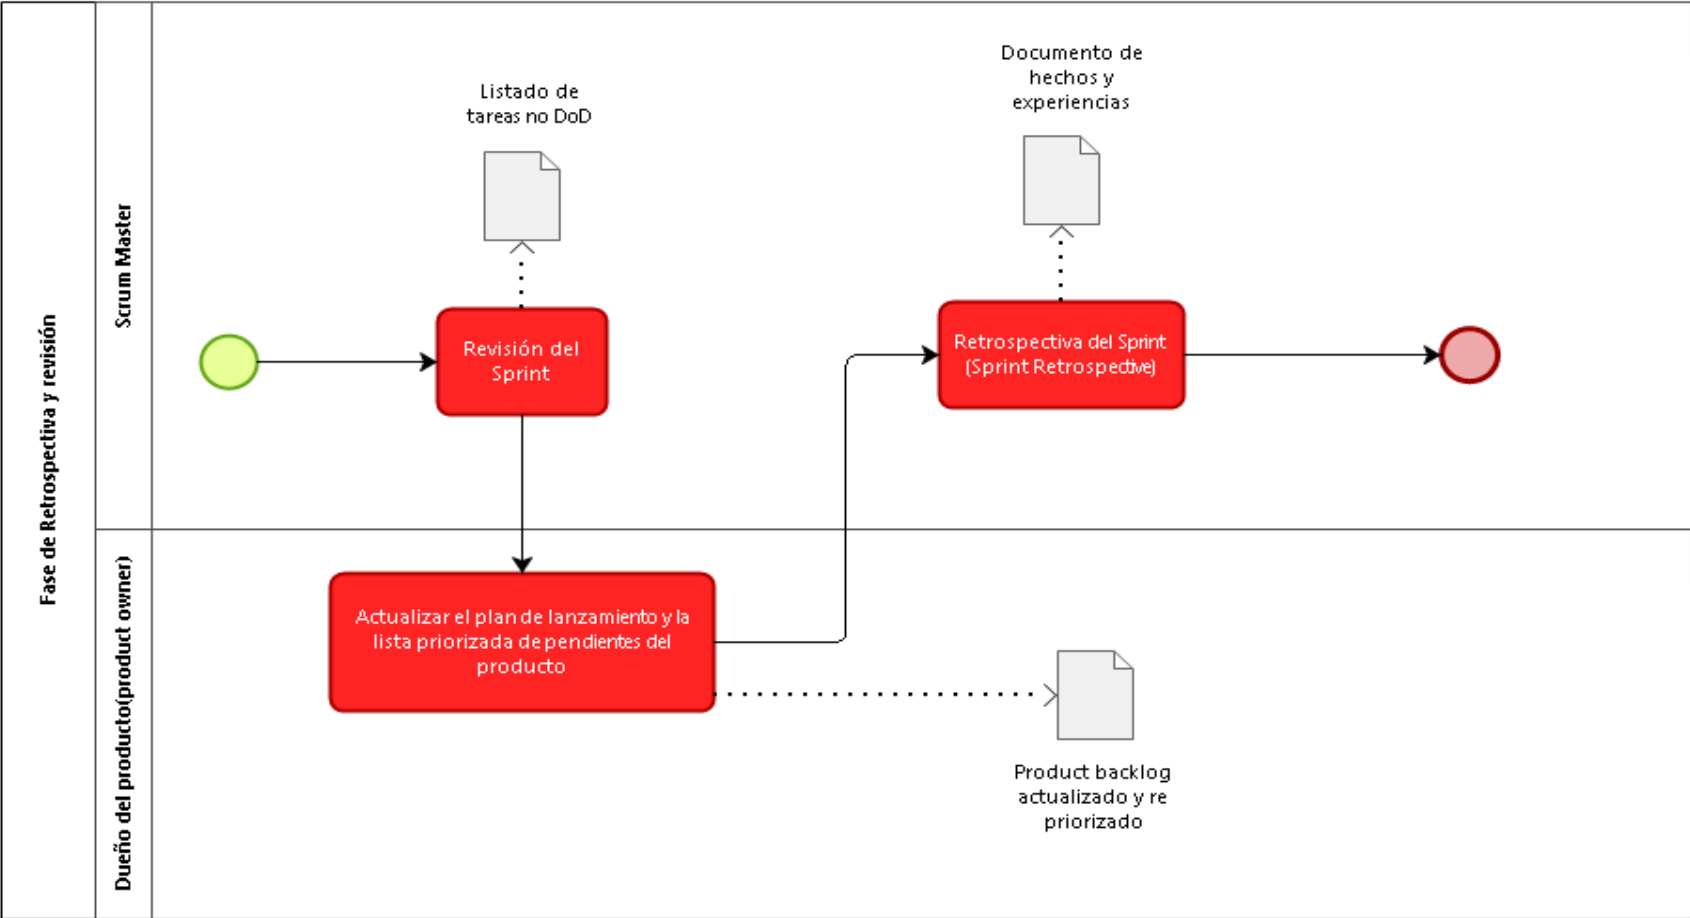 Fase de Retrospectiva y revisión
Scrum Master
Listado de
tareas no DoD
Documento de
hechos y
experiencias
Revisión del
Sprint
Retrospectiva del Sprint
(Sprint Retrospective)
Dueño del producto(product owner)
Actualizar el plan de lanzamiento y la
lista priorizada de pendientes del
producto
Product backlog
actualizado y re
priorizado